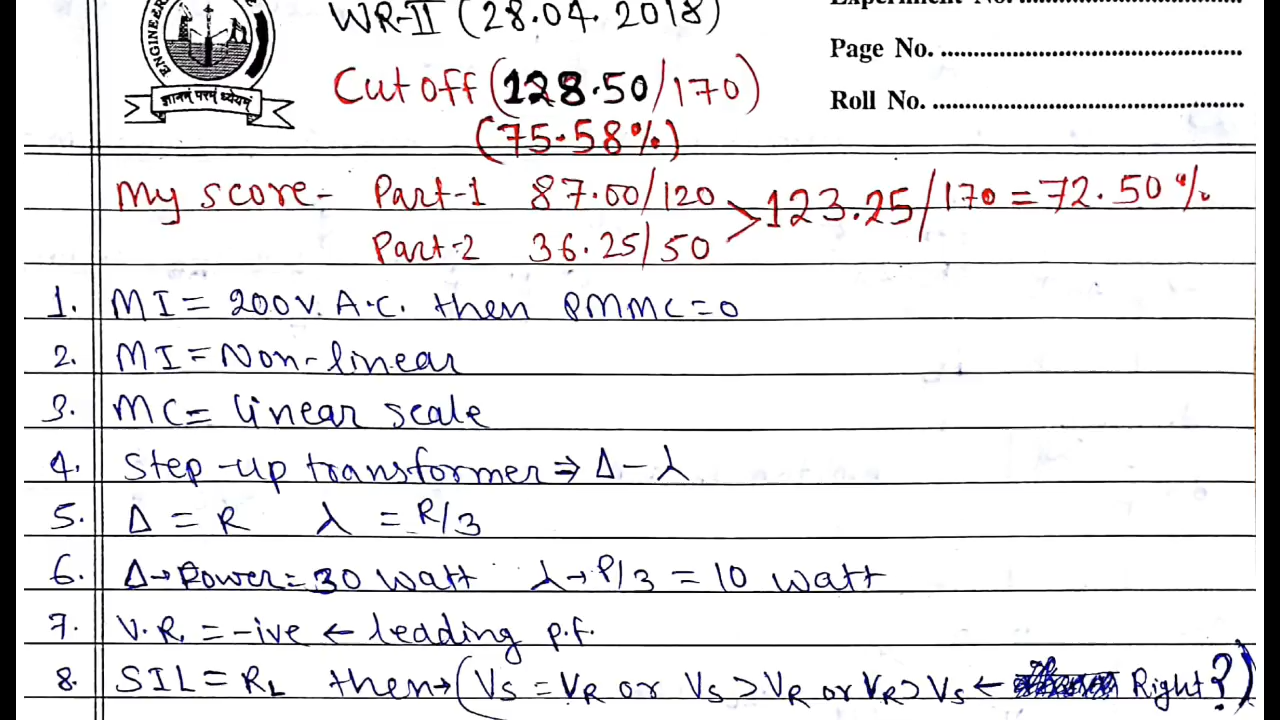 WR-II (28.04.2018)
Page No. ........................................
Cut off (128.50/170)
Roll No. ........................................
ENGINEER
ज्ञानमं परमं ध्येयमं
(75.58%)
My score- Part-1 87.00/120 > 123.25/170 = 72.50%
Part-2 36.25/50
1. MI = 200V. A.C. then PMMC = 0
2. MI = Non-linear
3. MC = linear scale
4. Step-up transformer ⇒ Δ - λ
5. Δ = R λ = R/3
6. Δ → Power = 30 watt λ → P/3 = 10 watt
7. V.R. = -ive ← leading p.f.
8. SIL = RL then → (VS = VR or VS > VR or VR > VS ← Right?)